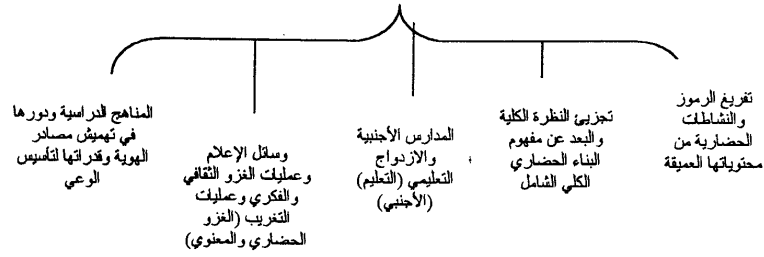 تفريغ الرموز
والنشاطات
الحضارية من
محتوياتها العميقة
تجزيئ النظرة الكلية
والبعد عن مفهوم
البناء الحضاري
الكلي الشامل
المدارس الأجنبية
والازدواج
التعليمي (التعليم)
(الأجنبي)
وسائل الإعلام
وعمليات الغزو الثقافي
والفكري وعمليات
التغريب (الغزو
الحضاري والمعنوي)
المناهج الدراسية ودورها
في تهميش مصادر
الهوية وقدراتها لتأسيس
الوعي